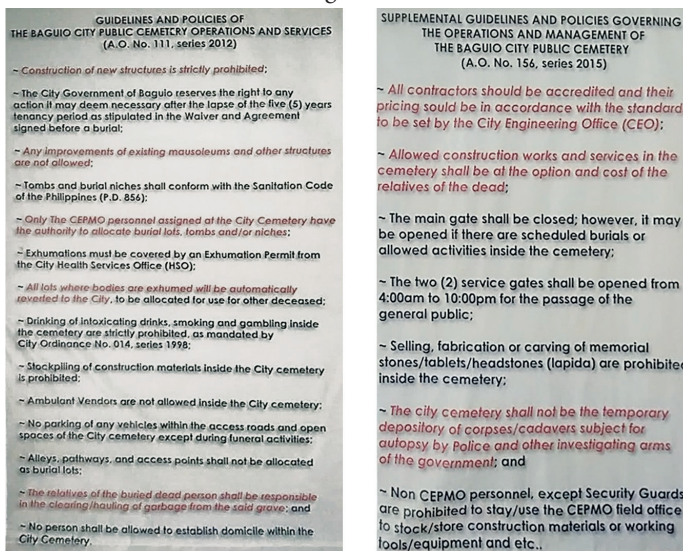 GUIDELINES AND POLICIES OF
THE BAGUIO CITY PUBLIC CEMETCRY OPERATIONS AND SERVICES
(A.O. No. 111, series 2012)
~ Construction of new structures is strictly prohibited;
~ The City Government of Baguio reserves the right to any
action it may deem necessary after the lapse of the five (5) years
tenancy period as stipulated in the Waiver and Agreement
signed before a burial;
~ Any improvements of existing mausoleums and other structures
are not allowed;
~ Tombs and burial niches shall conform with the Sanitation Code
of the Philippines (P.D. 856);
~ Only The CEPMO personnel assigned at the City Cemetery have
the authority to allocate burial lots, tombs and/or niches;
~ Exhumations must be covered by an Exhumation Permit from
the City Health Services Office (HSO);
~ All lots where bodies are exhumed will be automatically
reverted to the City, to be allocated for use for other deceased;
~ Drinking of intoxicating drinks, smoking and gambling inside
the cemetery are strictly prohibited, as mandated by
City Ordinance No. 014, series 1998;
~ Stockpiling of construction materials inside the City cemetery
is prohibited;
~ Ambulant Vendors are not allowed inside the City cemetery;
~ No parking of any vehicles within the access roads and open
spaces of the City cemetery except during funeral activities;
~ Alleys, pathways, and access points shall not be allocated
as burial lots;
~ The relatives of the buried dead person shall be responsible
in the clearing/hauling of garbage from the said grave; and
~ No person shall be allowed to establish domicile within the
City Cemetery.
SUPPLEMENTAL GUIDELINES AND POLICIES GOVERNING
THE OPERATIONS AND MANAGEMENT OF
THE BAGUIO CITY PUBLIC CEMETERY
(A.O. No. 156, series 2015)
~ All contractors should be accredited and their
pricing sould be in accordance with the standard
to be set by the City Engineering Office (CEO);
~ Allowed construction works and services in the
cemetery shall be at the option and cost of the
relatives of the dead;
~ The main gate shall be closed; however, it may
be opened if there are scheduled burials or
allowed activities inside the cemetery;
~ The two (2) service gates shall be opened from
4:00am to 10:00pm for the passage of the
general public;
~ Selling, fabrication or carving of memorial
stones/tablets/headstones (lapida) are prohibited
inside the cemetery;
~ The city cemetery shall not be the temporary
depository of corpses/cadavers subject for
autopsy by Police and other investigating arms
of the government; and
~ Non CEPMO personnel, except Security Guards
are prohibited to stay/use the CEPMO field office
to stock/store construction materials or working
tools/equipment and etc..